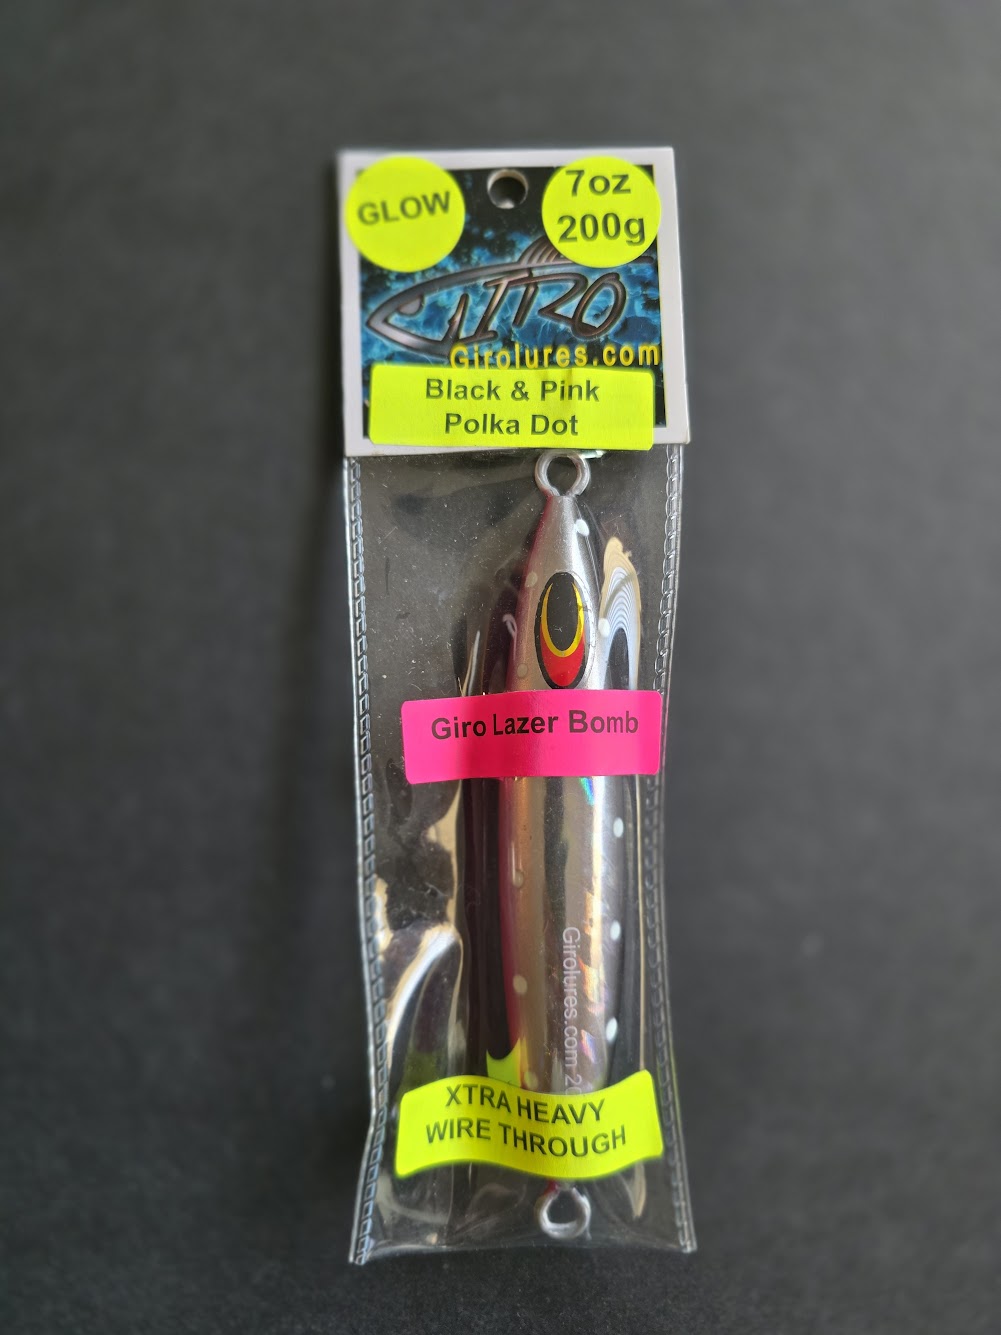 GLOW
7oz
200g
GIRO
Girolures.com
Black & Pink
Polka Dot
Giro Lazer Bomb
Girolures.com
XTRA HEAVY
WIRE THROUGH